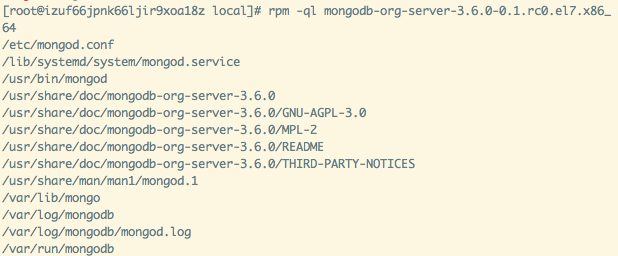 [root@izuf66jpnk66ljir9xoa18z local]# rpm -ql mongodb-org-server-3.6.0-0.1.rc0.el7.x86_
64
/etc/mongod.conf
/lib/systemd/system/mongod.service
/usr/bin/mongod
/usr/share/doc/mongodb-org-server-3.6.0
/usr/share/doc/mongodb-org-server-3.6.0/GNU-AGPL-3.0
/usr/share/doc/mongodb-org-server-3.6.0/MPL-2
/usr/share/doc/mongodb-org-server-3.6.0/README
/usr/share/doc/mongodb-org-server-3.6.0/THIRD-PARTY-NOTICES
/usr/share/man/man1/mongod.1
/var/lib/mongo
/var/log/mongodb
/var/log/mongodb/mongod.log
/var/run/mongodb